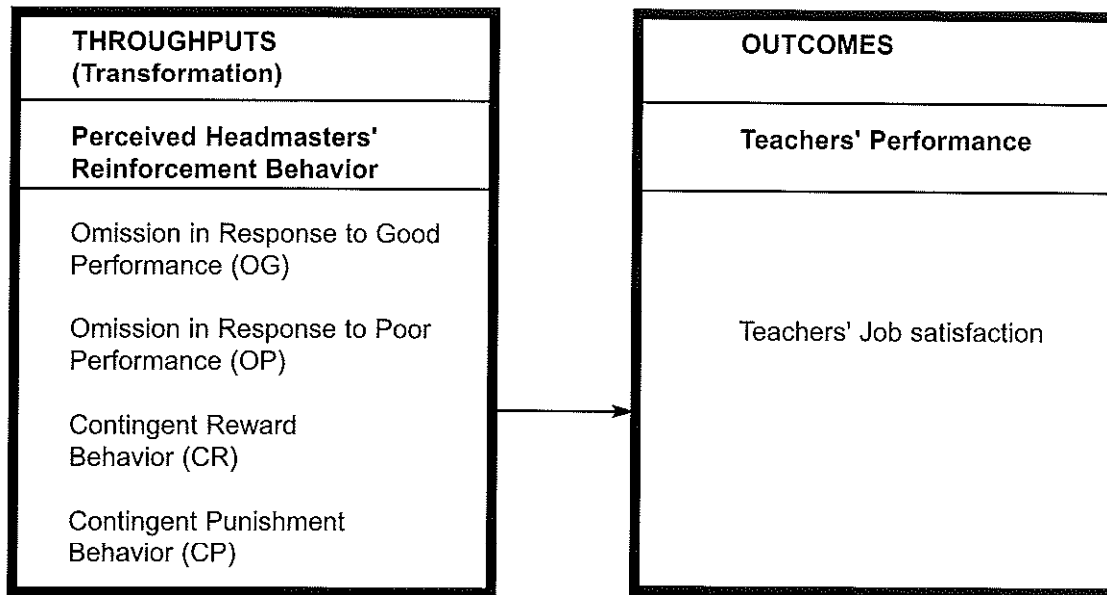 THROUGHPUTS
(Transformation)
Perceived Headmasters'
Reinforcement Behavior
Omission in Response to Good
Performance (OG)
Omission in Response to Poor
Performance (OP)
Contingent Reward
Behavior (CR)
Contingent Punishment
Behavior (CP)
OUTCOMES
Teachers' Performance
Teachers' Job satisfaction